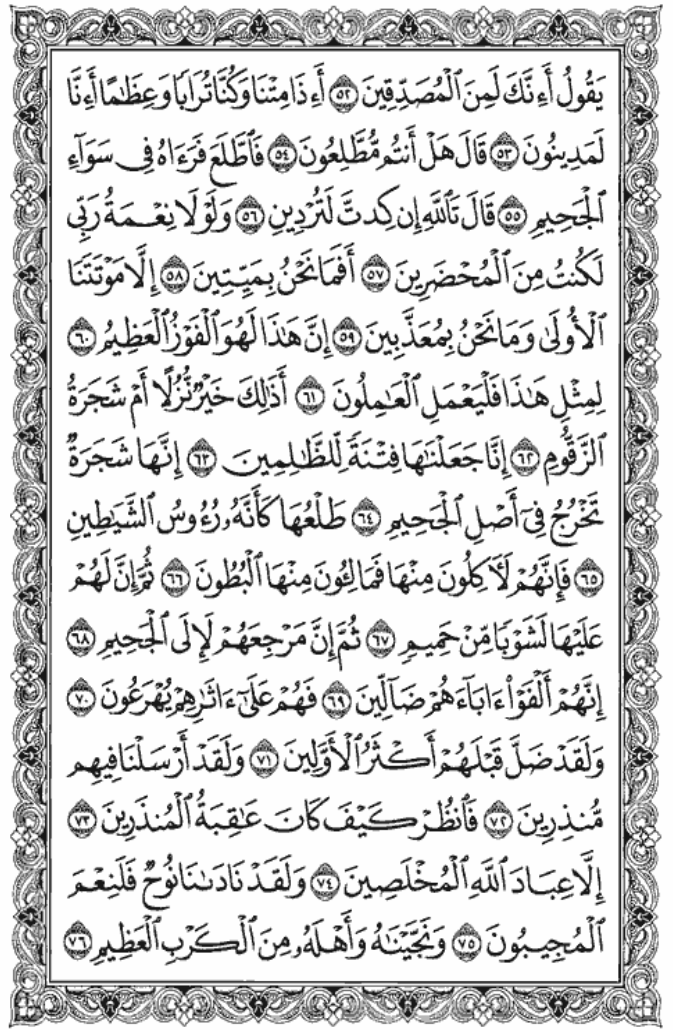 يَقُولُ أَءِنَّكَ لَمِنَ ٱلْمُصَدِّقِينَ ٥٢ أَءِذَا مِتْنَا وَكُنَّا تُرَابًا وَعِظَٰمًا أَءِنَّا
لَمَدِينُونَ ٥٣ قَالَ هَلْ أَنتُم مُّطَّلِعُونَ ٥٤ فَٱطَّلَعَ فَرَءَاهُ فِى سَوَآءِ
ٱلْجَحِيمِ ٥٥ قَالَ تَٱللَّهِ إِن كِدتَّ لَتُرْدِينِ ٥٦ وَلَوْلَا نِعْمَةُ رَبِّى
لَكُنتُ مِنَ ٱلْمُحْضَرِينَ ٥٧ أَفَمَا نَحْنُ بِمَيِّتِينَ ٥٨ إِلَّا مَوْتَتَنَا
ٱلْأُولَىٰ وَمَا نَحْنُ بِمُعَذَّبِينَ ٥٩ إِنَّ هَٰذَا لَهُوَ ٱلْفَوْزُ ٱلْعَظِيمُ ٦٠
لِمِثْلِ هَٰذَا فَلْيَعْمَلِ ٱلْعَٰمِلُونَ ٦١ أَذَٰلِكَ خَيْرٌ نُّزُلًا أَمْ شَجَرَةُ
ٱلزَّقُّومِ ٦٢ إِنَّا جَعَلْنَٰهَا فِتْنَةً لِّلظَّٰلِمِينَ ٦٣ إِنَّهَا شَجَرَةٌ
تَخْرُجُ فِىٓ أَصْلِ ٱلْجَحِيمِ ٦٤ طَلْعُهَا كَأَنَّهُۥ رُءُوسُ ٱلشَّيَٰطِينِ
٦٥ فَإِنَّهُمْ لَءَاكِلُونَ مِنْهَا فَمَالِـُٔونَ مِنْهَا ٱلْبُطُونَ ٦٦ ثُمَّ إِنَّ لَهُمْ
عَلَيْهَا لَشَوْبًا مِّنْ حَمِيمٍ ٦٧ ثُمَّ إِنَّ مَرْجِعَهُمْ لَإِلَى ٱلْجَحِيمِ ٦٨
إِنَّهُمْ أَلْفَوْا۟ ءَابَآءَهُمْ ضَآلِّينَ ٦٩ فَهُمْ عَلَىٰٓ ءَاثَٰرِهِمْ يُهْرَعُونَ ٧٠
وَلَقَدْ ضَلَّ قَبْلَهُمْ أَكْثَرُ ٱلْأَوَّلِينَ ٧١ وَلَقَدْ أَرْسَلْنَا فِيهِم
مُّنذِرِينَ ٧٢ فَٱنظُرْ كَيْفَ كَانَ عَٰقِبَةُ ٱلْمُنذَرِينَ ٧٣
إِلَّا عِبَادَ ٱللَّهِ ٱلْمُخْلَصِينَ ٧٤ وَلَقَدْ نَادَىٰنَا نُوحٌ فَلَنِعْمَ
ٱلْمُجِيبُونَ ٧٥ وَنَجَّيْنَٰهُ وَأَهْلَهُۥ مِنَ ٱلْكَرْبِ ٱلْعَظِيمِ ٧٦